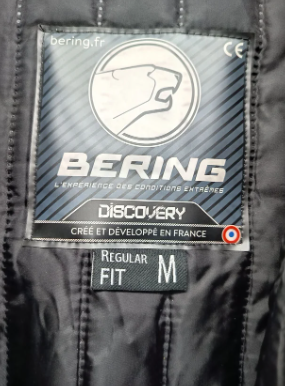 bering.fr CE
BERING
L'EXPÉRIENCE DES CONDITIONS EXTRÊMES
DISCOVERY
CRÉÉ ET DÉVELOPPÉ EN FRANCE
REGULAR
FIT M